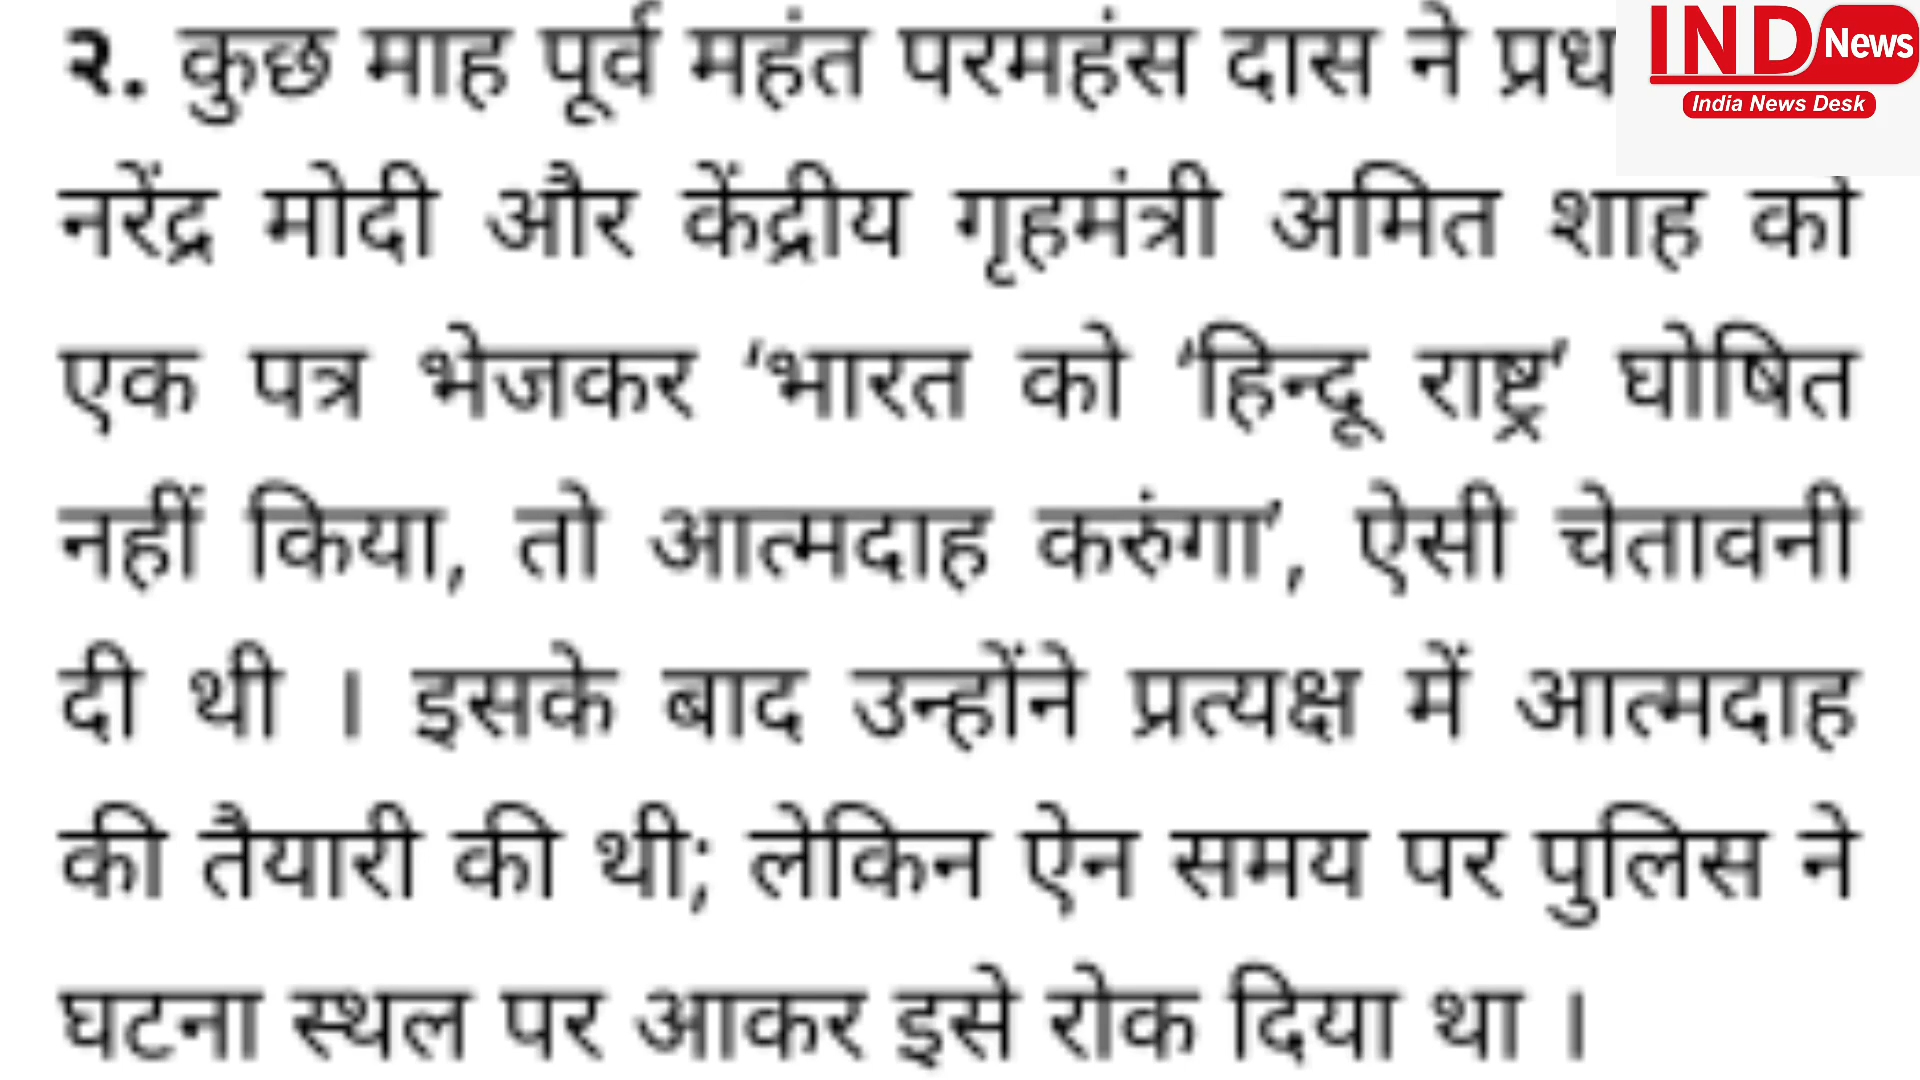 २. कुछ माह पूर्व महंत परमहंस दास ने
IND News
India News Desk
नरेंद्र मोदी और केंद्रीय गृहमंत्री अमित शाह को
एक पत्र भेजकर ‘भारत को ‘हिन्दू राष्ट्र’ घोषित
नहीं किया, तो आत्मदाह करुंगा’, ऐसी चेतावनी
दी थी । इसके बाद उन्होंने प्रत्यक्ष में आत्मदाह
की तैयारी की थी; लेकिन ऐन समय पर पुलिस ने
घटना स्थल पर आकर इसे रोक दिया था ।